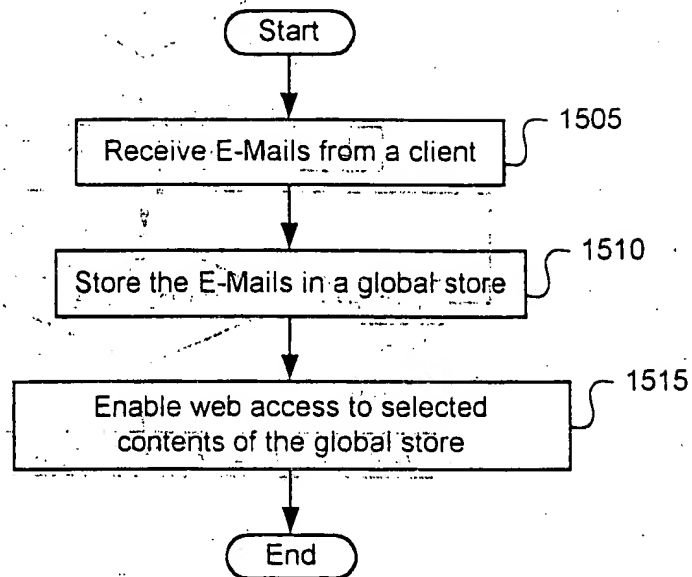 Start
Receive E-Mails from a client
1505
Store the E-Mails in a global store
1510
Enable web access to selected
contents of the global store
1515
End